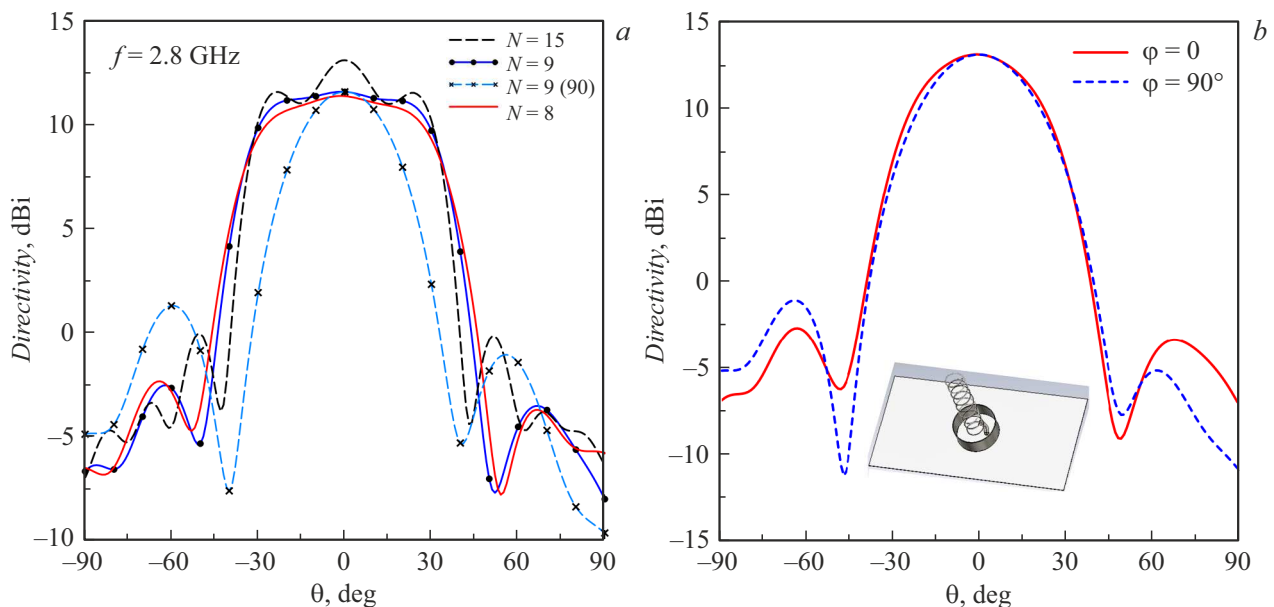 a
f = 2.8 GHz
N = 15
N = 9
N = 9 (90)
N = 8
Directivity, dBi
15
10
5
0
–5
–10
–90
–60
–30
0
30
60
90
θ, deg
b
φ = 0
φ = 90°
Directivity, dBi
15
10
5
0
–5
–10
–15
–90
–60
–30
0
30
60
90
θ, deg